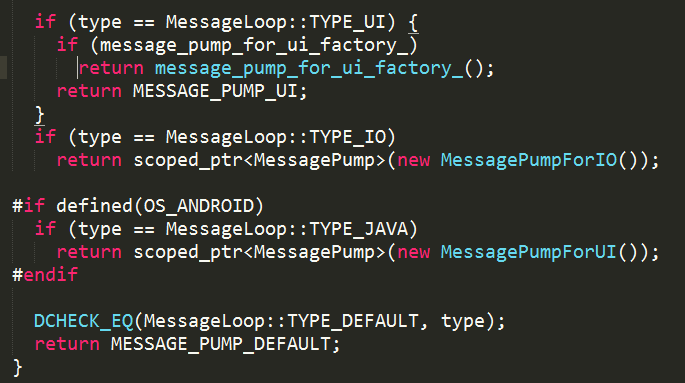 if (type == MessageLoop::TYPE_UI) {
if (message_pump_for_ui_factory_)
return message_pump_for_ui_factory_();
return MESSAGE_PUMP_UI;
}
if (type == MessageLoop::TYPE_IO)
return scoped_ptr<MessagePump>(new MessagePumpForIO());
#if defined(OS_ANDROID)
if (type == MessageLoop::TYPE_JAVA)
return scoped_ptr<MessagePump>(new MessagePumpForUI());
#endif
DCHECK_EQ(MessageLoop::TYPE_DEFAULT, type);
return MESSAGE_PUMP_DEFAULT;
}